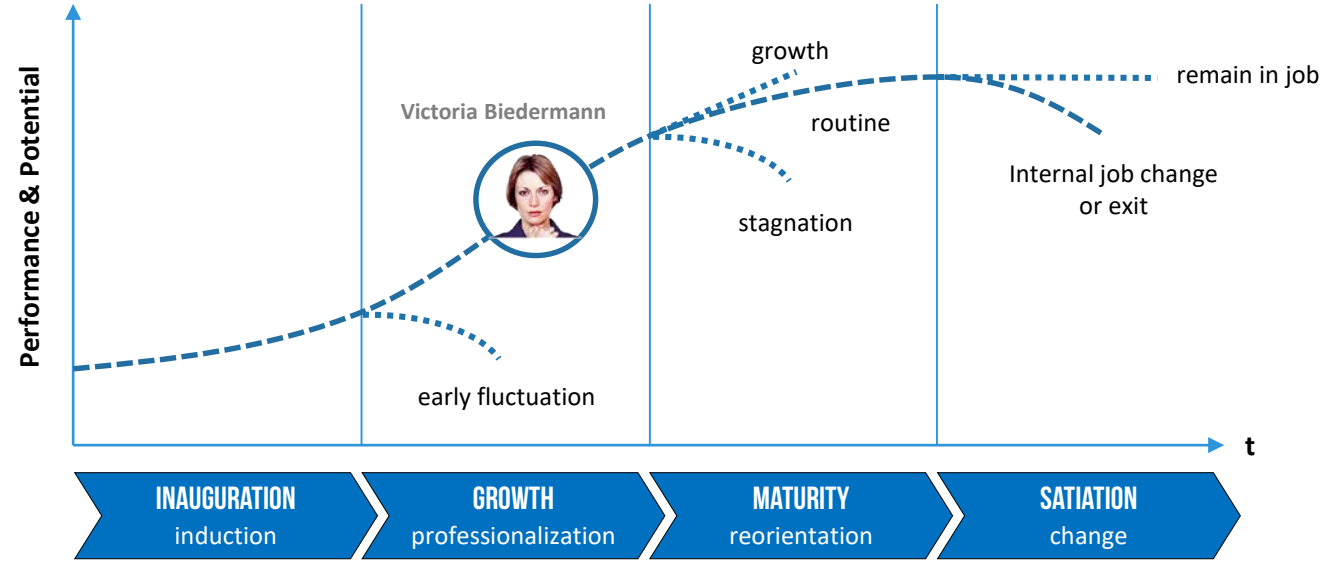 growth
remain in job
Victoria Biedermann
routine
Performance & Potential
Internal job change
or exit
stagnation
early fluctuation
t
INAUGURATION
induction
GROWTH
professionalization
MATURITY
reorientation
SATIATION
change